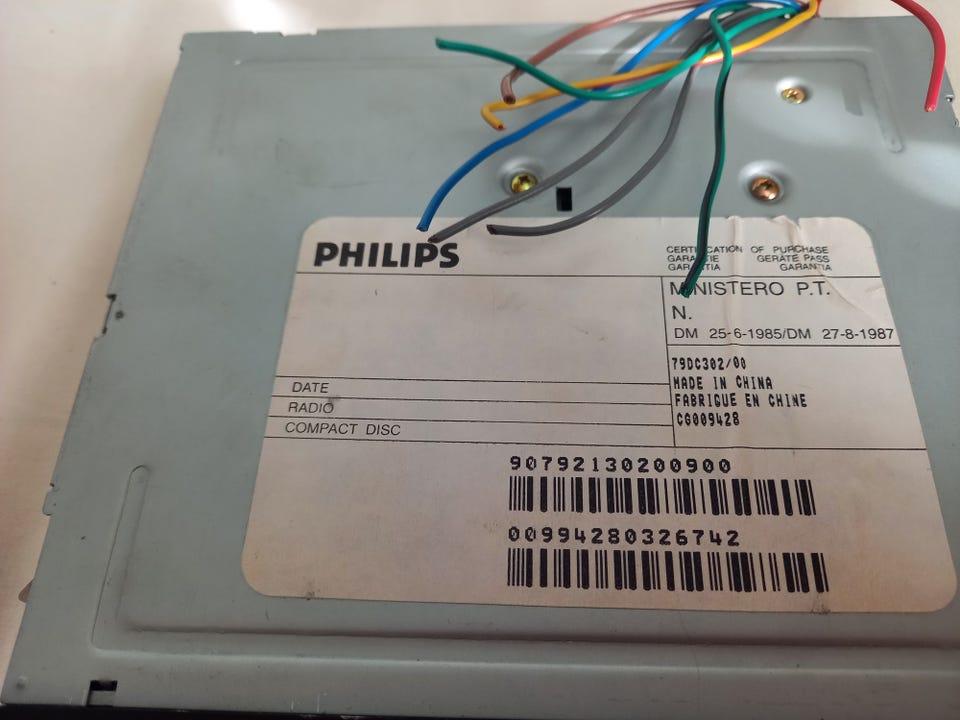 PHILIPS
CERTIFICATION OF PURCHASE
GARANTIE GERÄTE PASS
GARANTIA GARANTIA
MINISTERO P.T.
N.
DM 25-6-1985/DM 27-8-1987
79DC302/00
MADE IN CHINA
FABRIQUE EN CHINE
CG009428
DATE
RADIO
COMPACT DISC
90792130200900
00994280326742